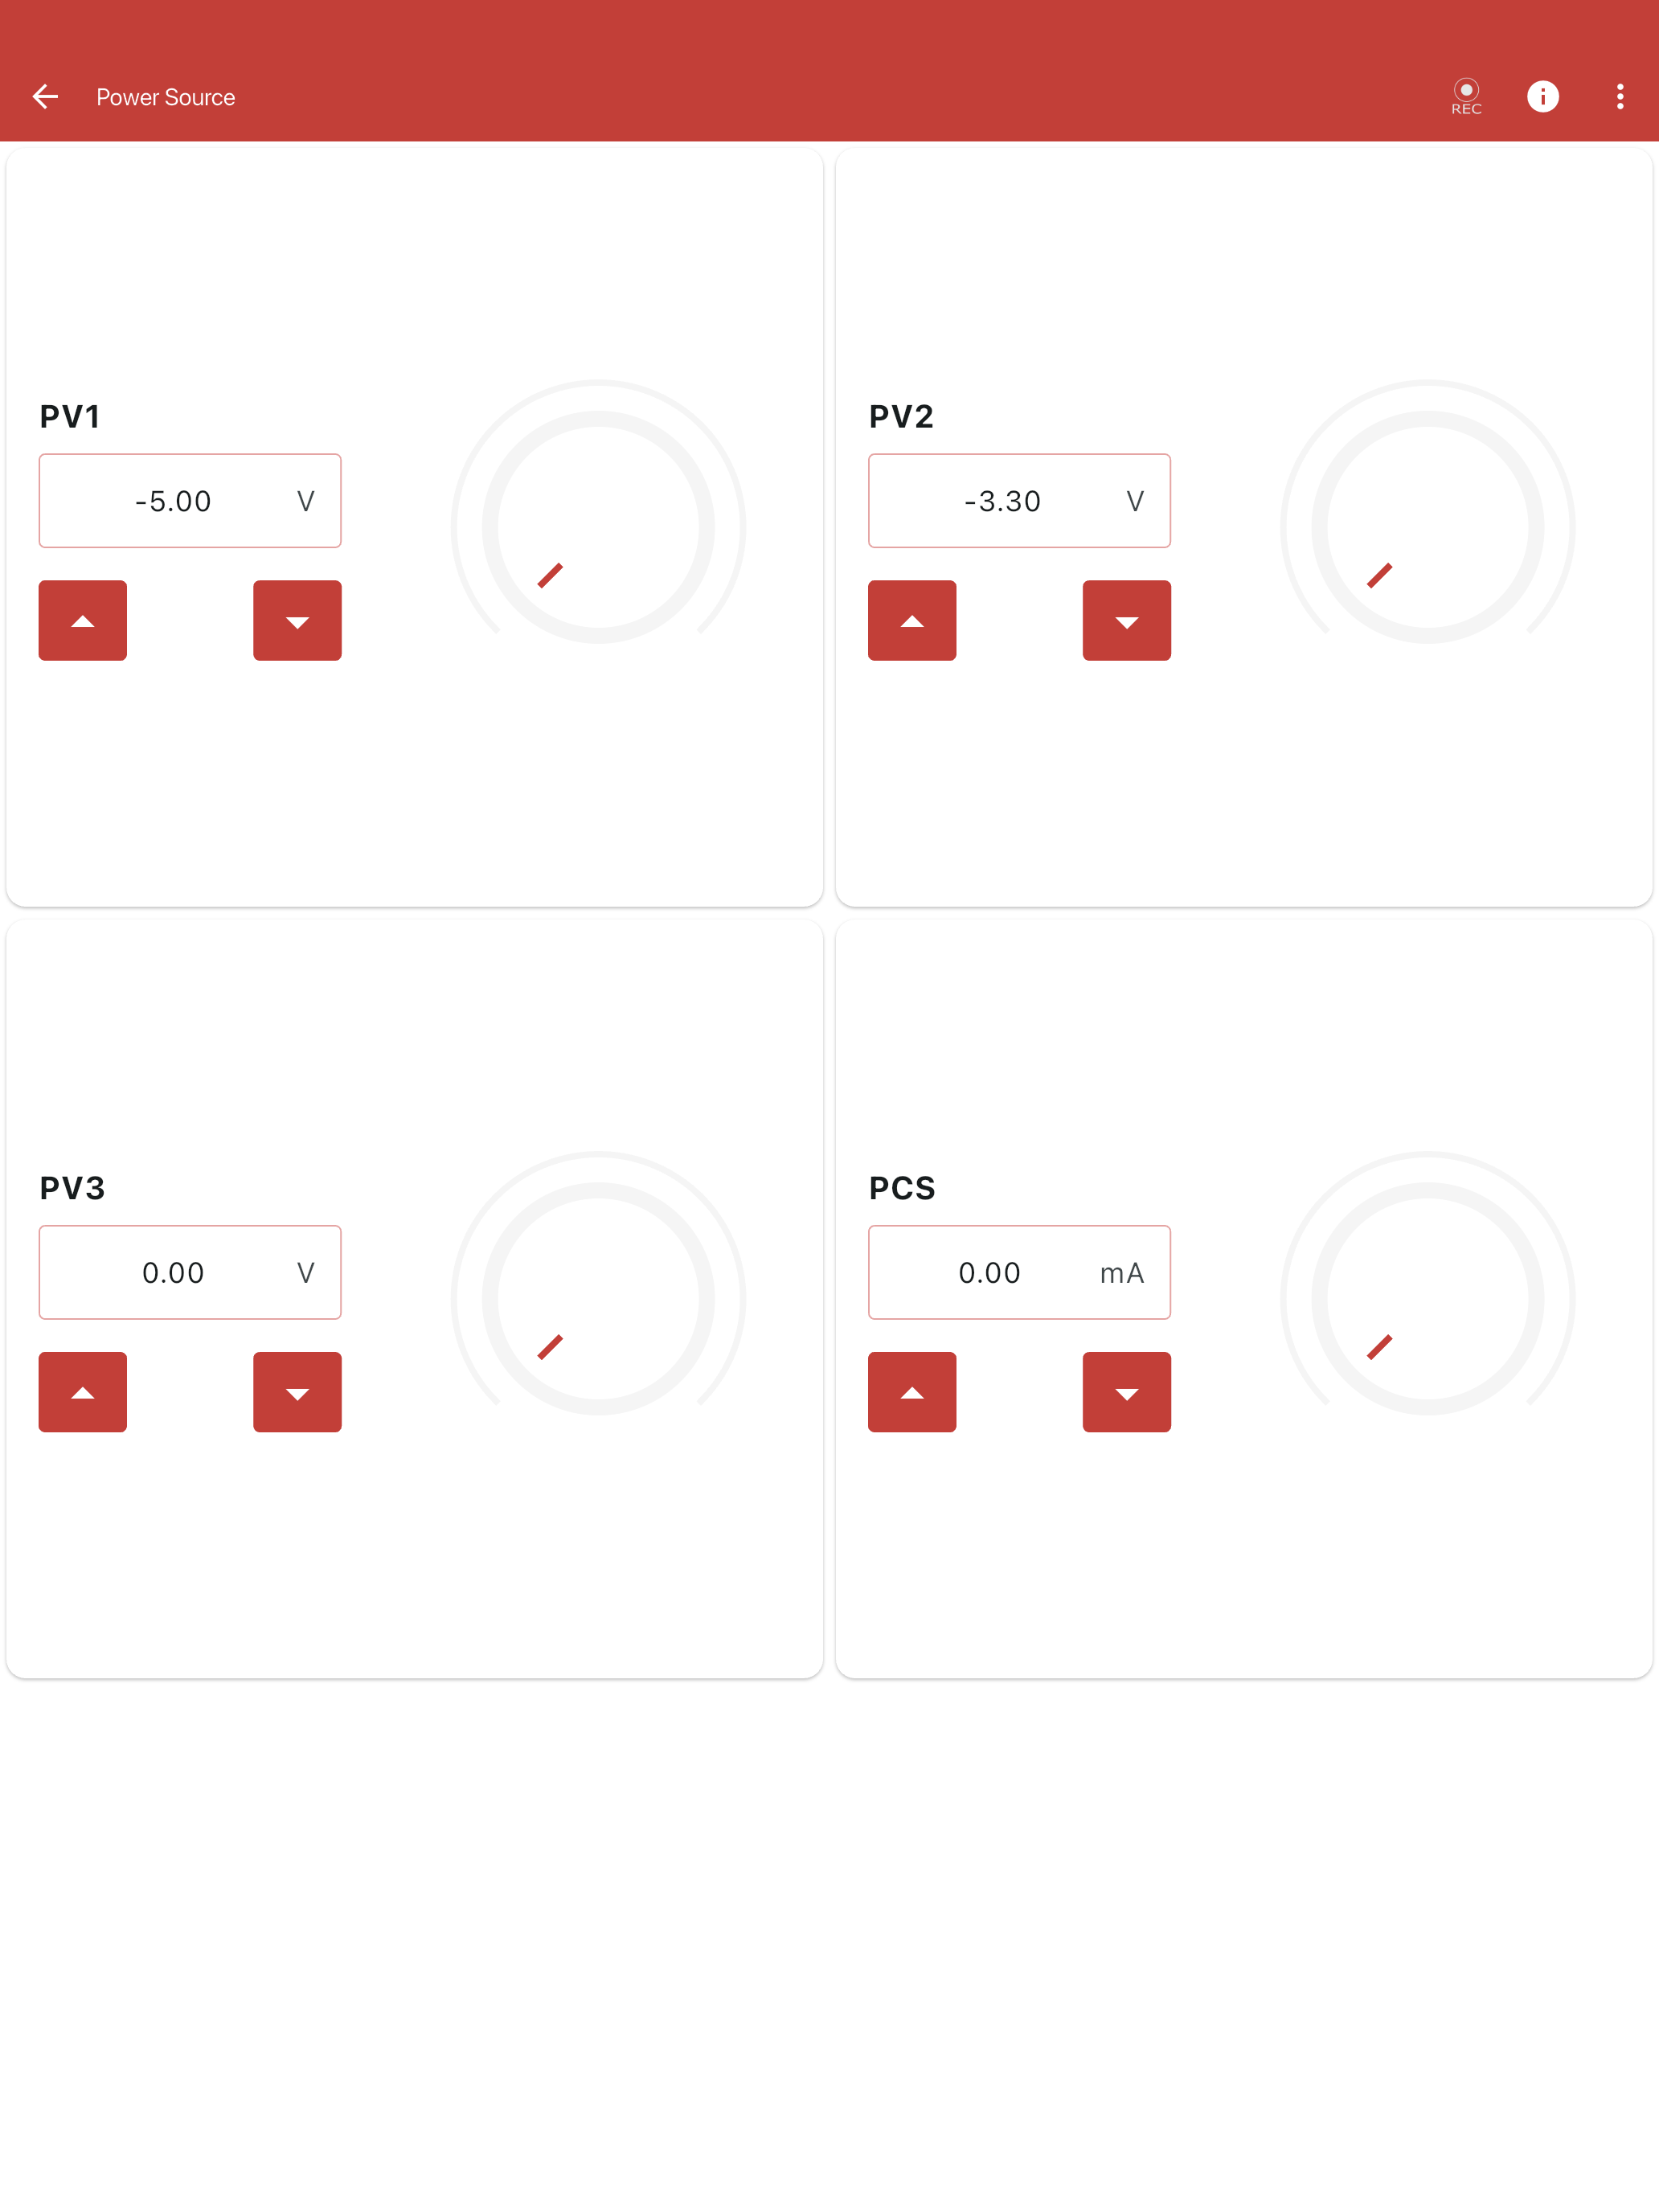 Power Source
REC
PV1
-5.00 V
PV2
-3.30 V
PV3
0.00 V
PCS
0.00 mA